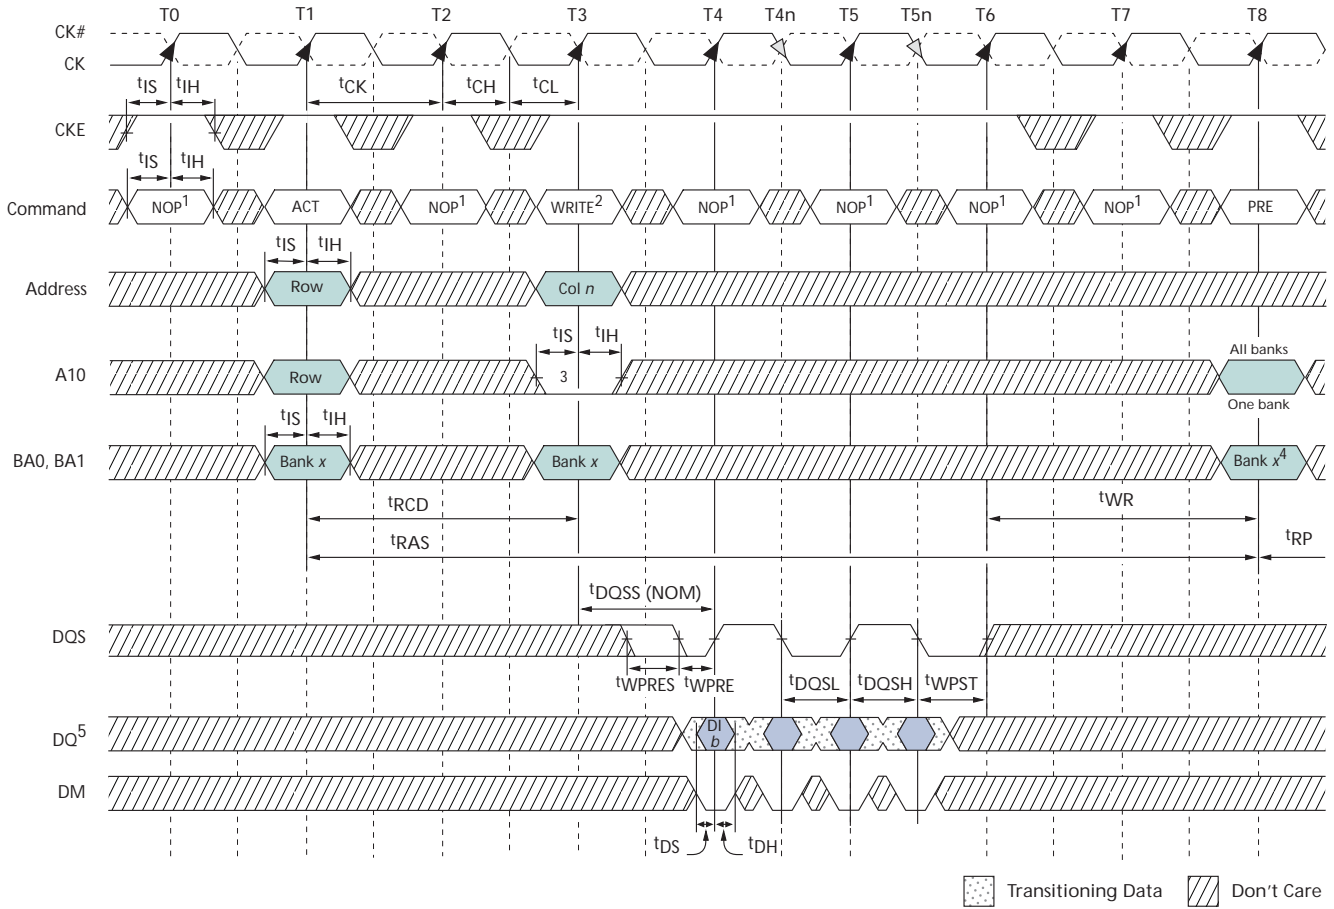 T0 T1 T2 T3 T4 T4n T5 T5n T6 T7 T8
CK#
CK
tIS tIH tCK tCH tCL
CKE
tIS tIH
Command NOP1 ACT NOP1 WRITE2 NOP1 NOP1 NOP1 NOP1 PRE
tIS tIH
Address Row Col n
tIS tIH
All banks
A10 Row 3
One bank
tIS tIH
BA0, BA1 Bank x Bank x Bank x4
tRCD tWR
tRAS tRP
tDQSS (NOM)
DQS
tWPRES tWPRE tDQSL tDQSH tWPST
DQ5 DI
b
DM
tDS tDH
Transitioning Data Don't Care